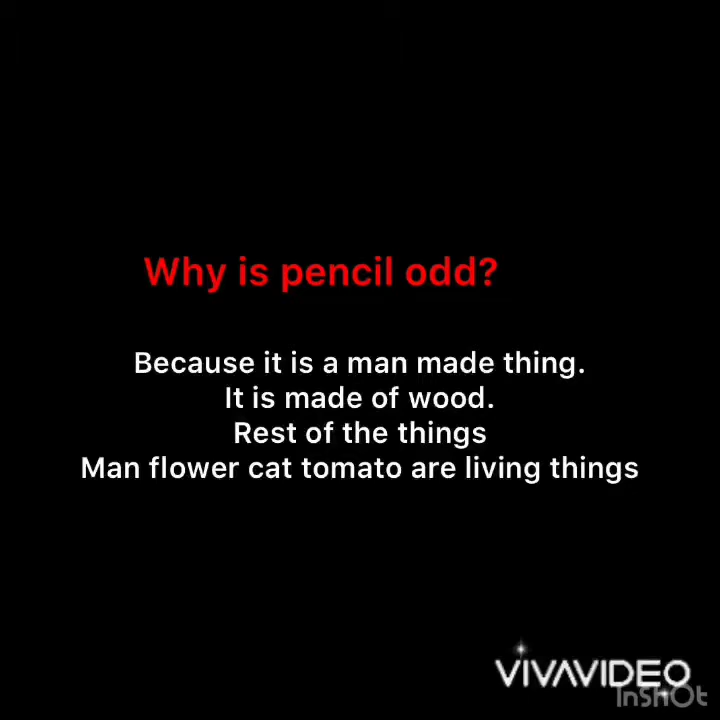 Why is pencil odd?
Because it is a man made thing.
It is made of wood.
Rest of the things
Man flower cat tomato are living things
VIVAVIDEO
InShOt